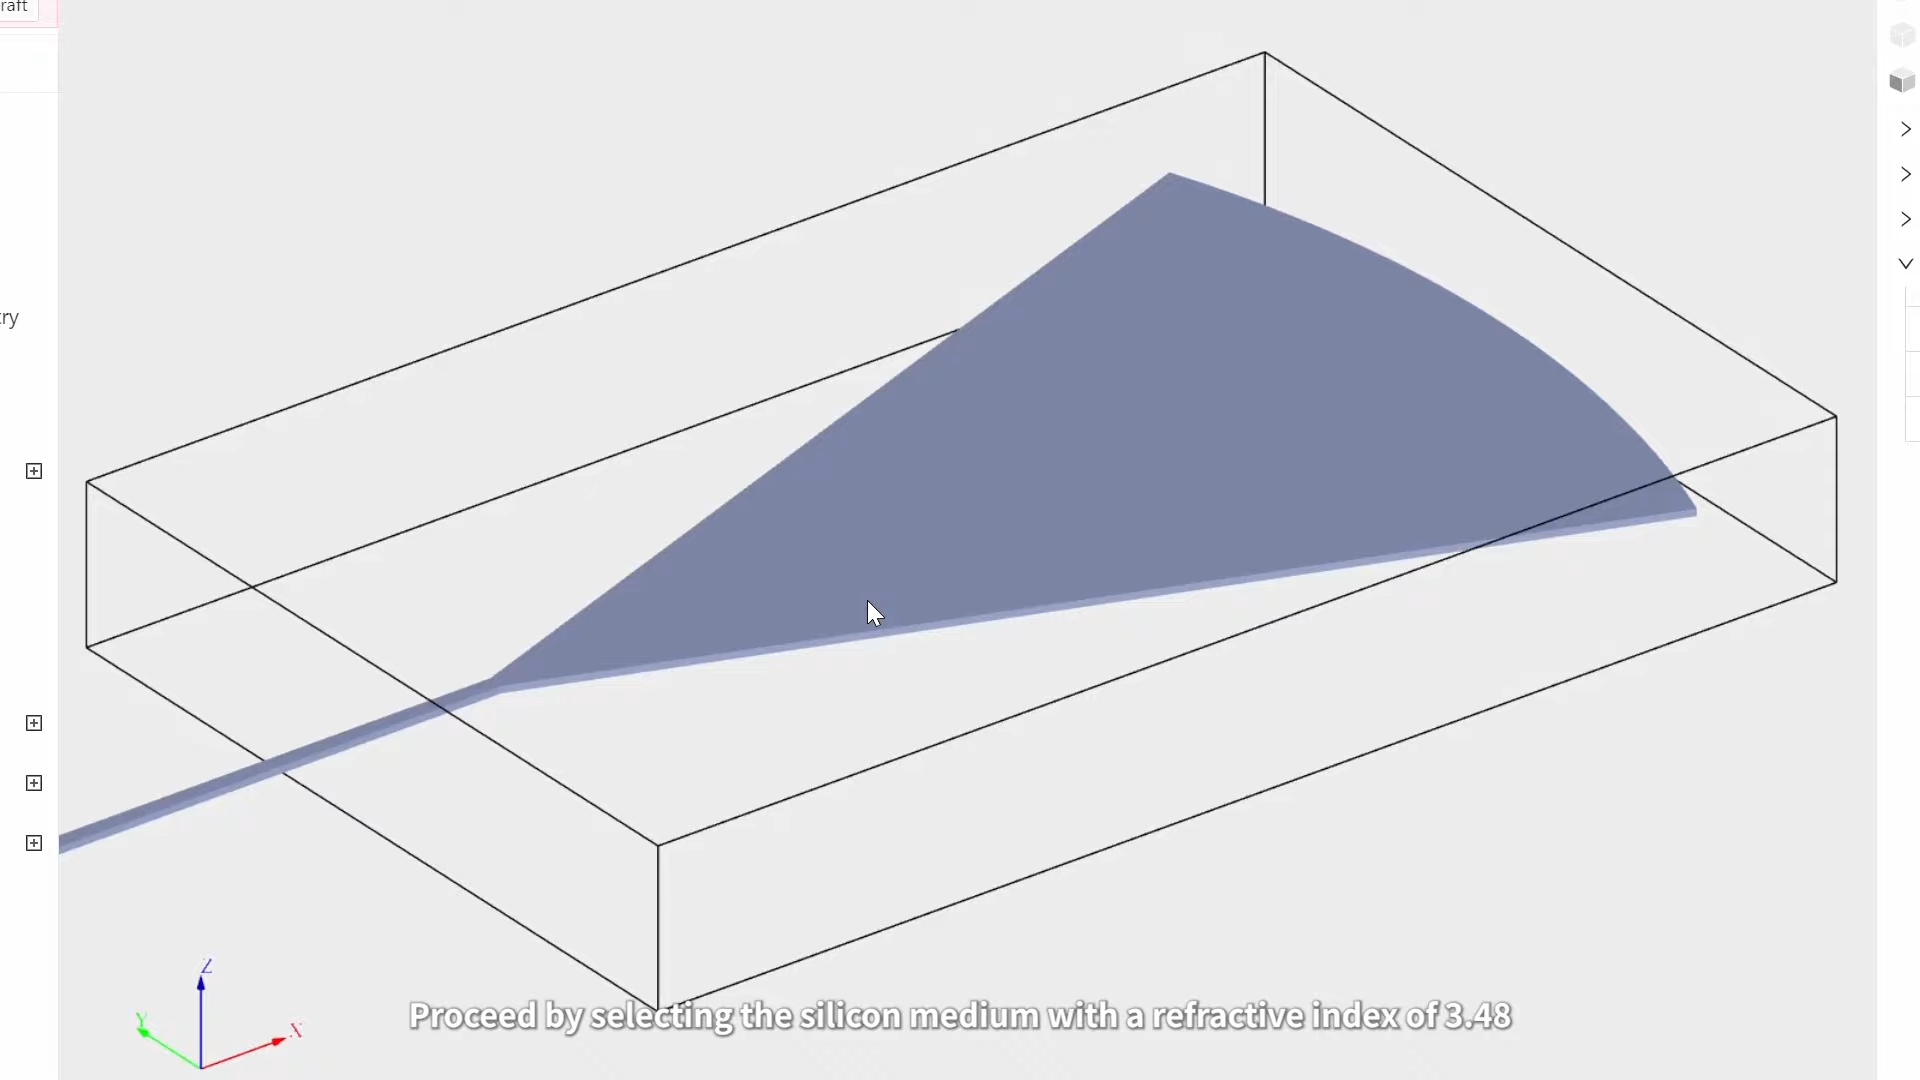 raft
ry
Z
Y
X
Proceed by selecting the silicon medium with a refractive index of 3.48